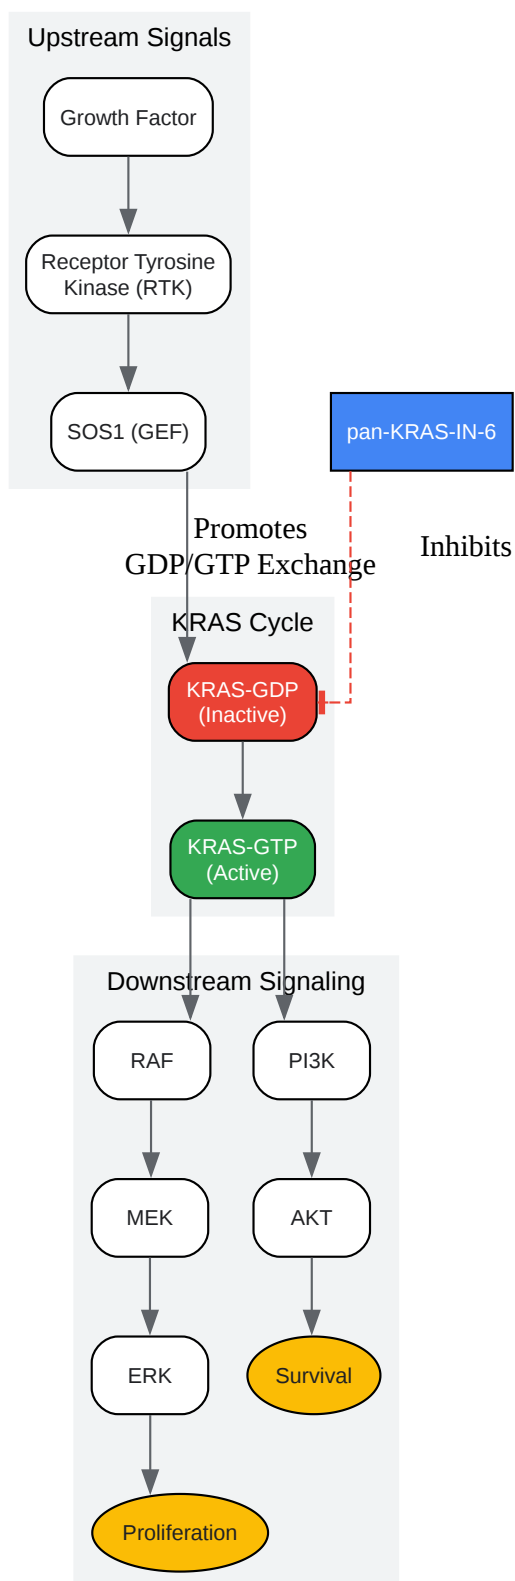 Upstream Signals
Growth Factor
Receptor Tyrosine
Kinase (RTK)
SOS1 (GEF)
pan-KRAS-IN-6
Promotes
GDP/GTP Exchange
Inhibits
KRAS Cycle
KRAS-GDP
(Inactive)
KRAS-GTP
(Active)
Downstream Signaling
RAF
PI3K
MEK
AKT
ERK
Survival
Proliferation